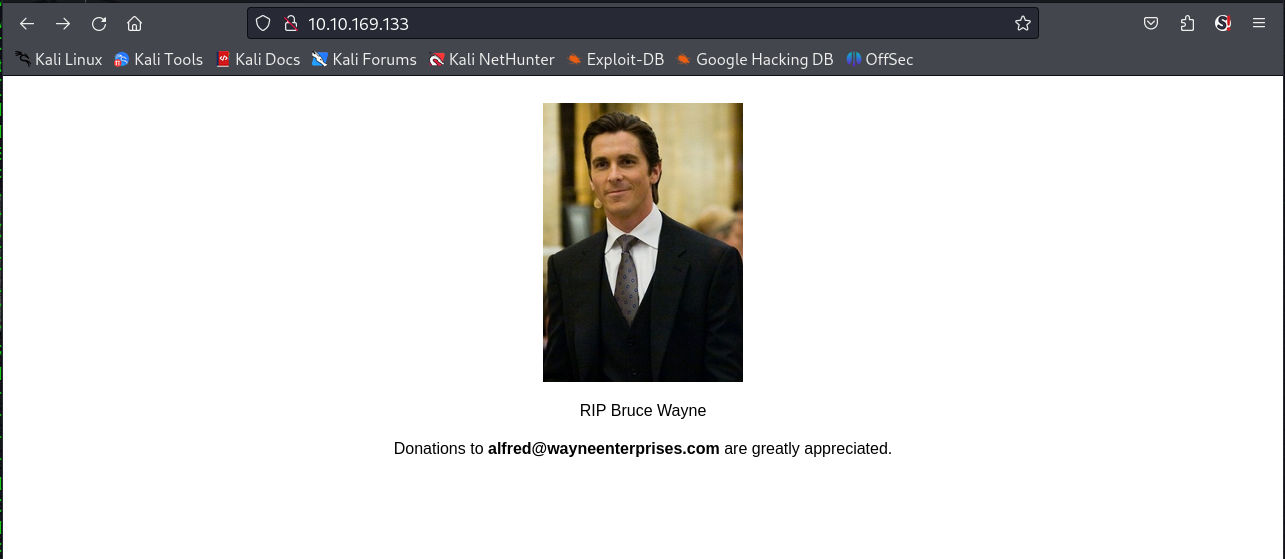 10.10.169.133
Kali Linux Kali Tools Kali Docs Kali Forums Kali NetHunter Exploit-DB Google Hacking DB OffSec
RIP Bruce Wayne
Donations to alfred@wayneenterprises.com are greatly appreciated.